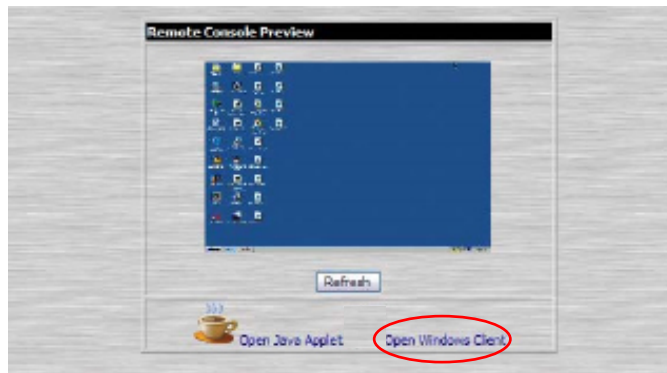 Remote Console Preview
Refresh
Open Java Applet
Open Windows Client